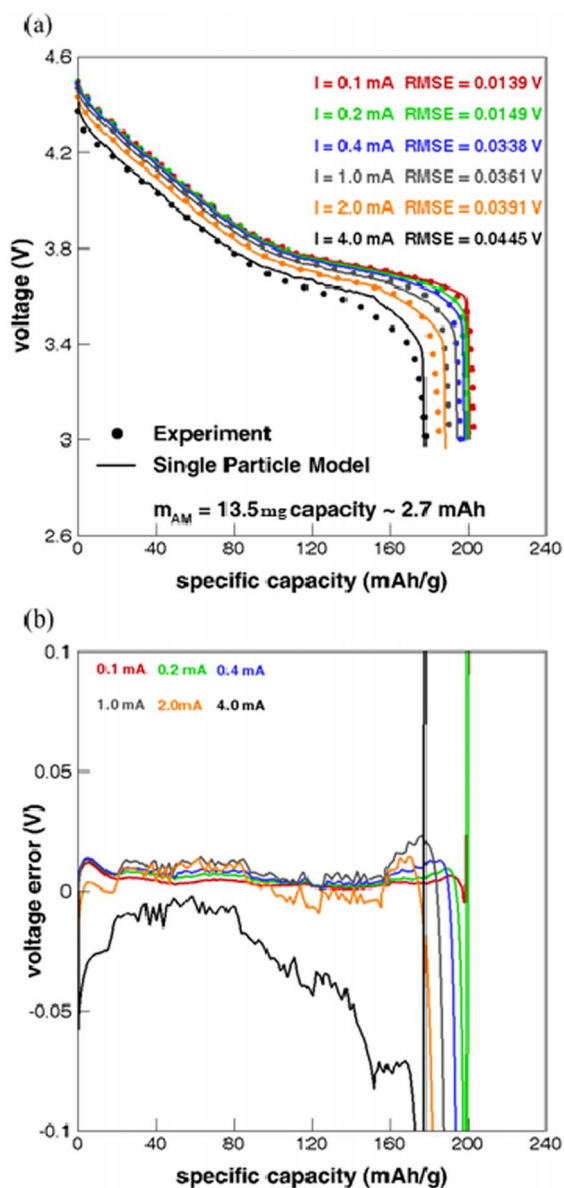 (a)
4.6
I = 0.1 mA RMSE = 0.0139 V
I = 0.2 mA RMSE = 0.0149 V
4.2
I = 0.4 mA RMSE = 0.0338 V
I = 1.0 mA RMSE = 0.0361 V
I = 2.0 mA RMSE = 0.0391 V
3.8
I = 4.0 mA RMSE = 0.0445 V
voltage (V)
3.4
3
Experiment
Single Particle Model
m_AM = 13.5mg capacity ~ 2.7 mAh
2.6
0 40 80 120 160 200 240
specific capacity (mAh/g)
(b)
0.1
0.1 mA 0.2 mA 0.4 mA
1.0 mA 2.0mA 4.0 mA
0.05
voltage error (V)
0
-0.05
-0.1
0 40 80 120 160 200 240
specific capacity (mAh/g)